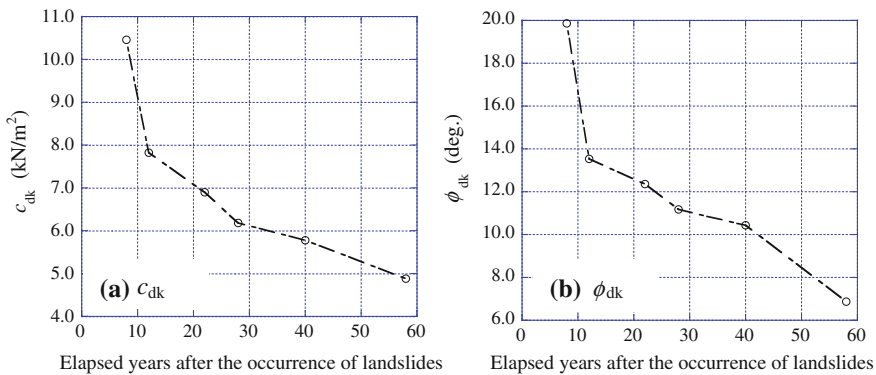 11.0
10.0
9.0
8.0
7.0
6.0
5.0
4.0
c_dk (kN/m²)
(a) c_dk
0 10 20 30 40 50 60
Elapsed years after the occurrence of landslides
20.0
18.0
16.0
14.0
12.0
10.0
8.0
6.0
ϕ_dk (deg.)
(b) ϕ_dk
0 10 20 30 40 50 60
Elapsed years after the occurrence of landslides